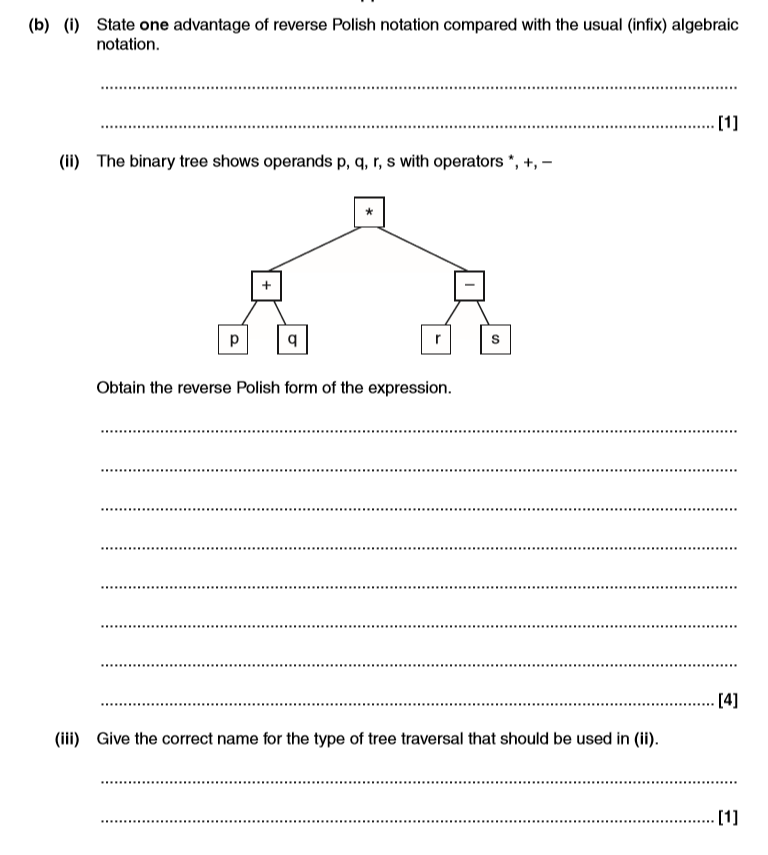 (b) (i) State one advantage of reverse Polish notation compared with the usual (infix) algebraic
notation.
[1]
(ii) The binary tree shows operands p, q, r, s with operators *, +, –
*
+ –
p q r s
Obtain the reverse Polish form of the expression.
[4]
(iii) Give the correct name for the type of tree traversal that should be used in (ii).
[1]